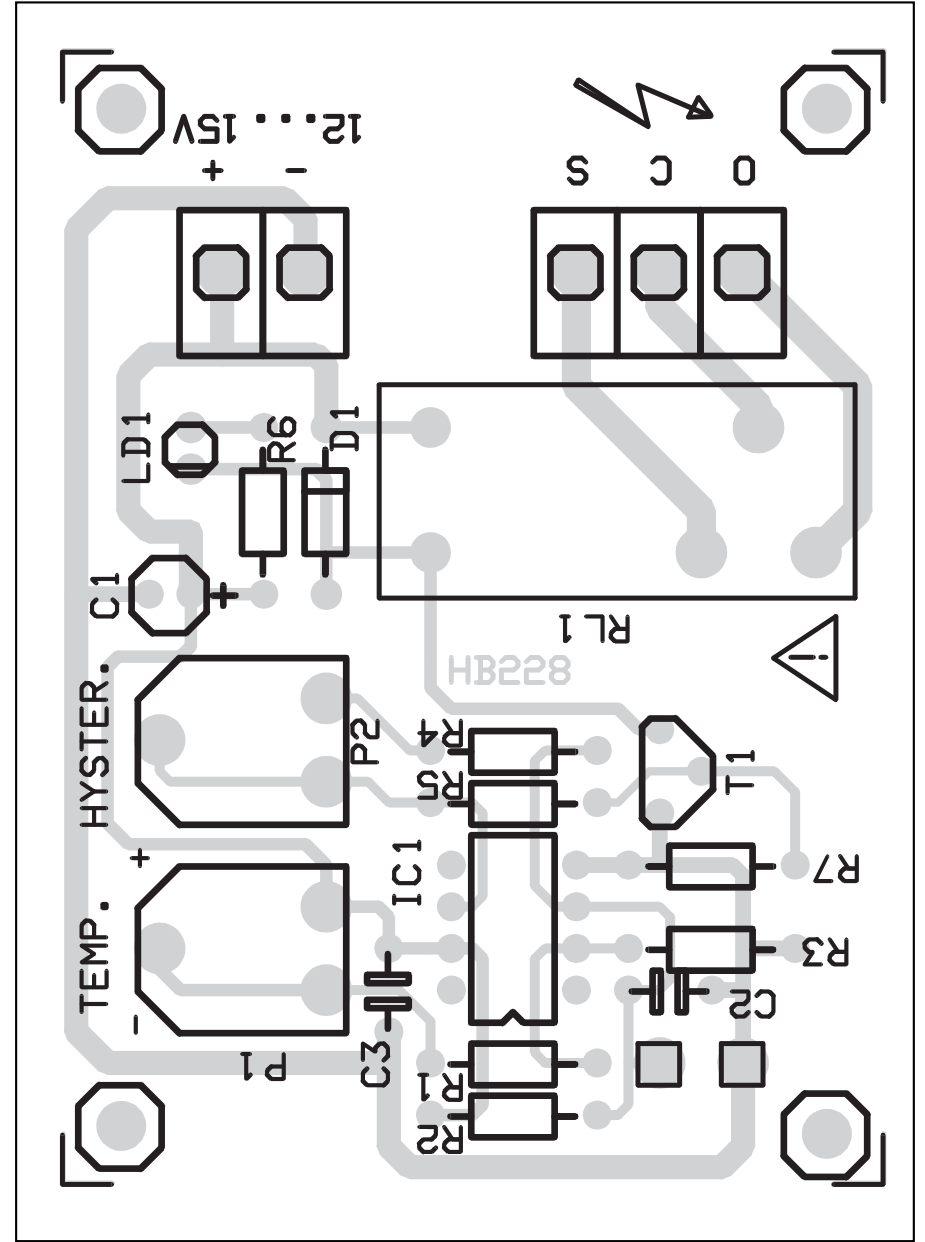 12...15V
+ -
S C O
LD1
R6
D1
C1
+
RL1
HB228
HYSTER.
P2
R4
R5
T1
+
IC1
R7
TEMP.
R3
-
C2
P1
C3
R1
R2